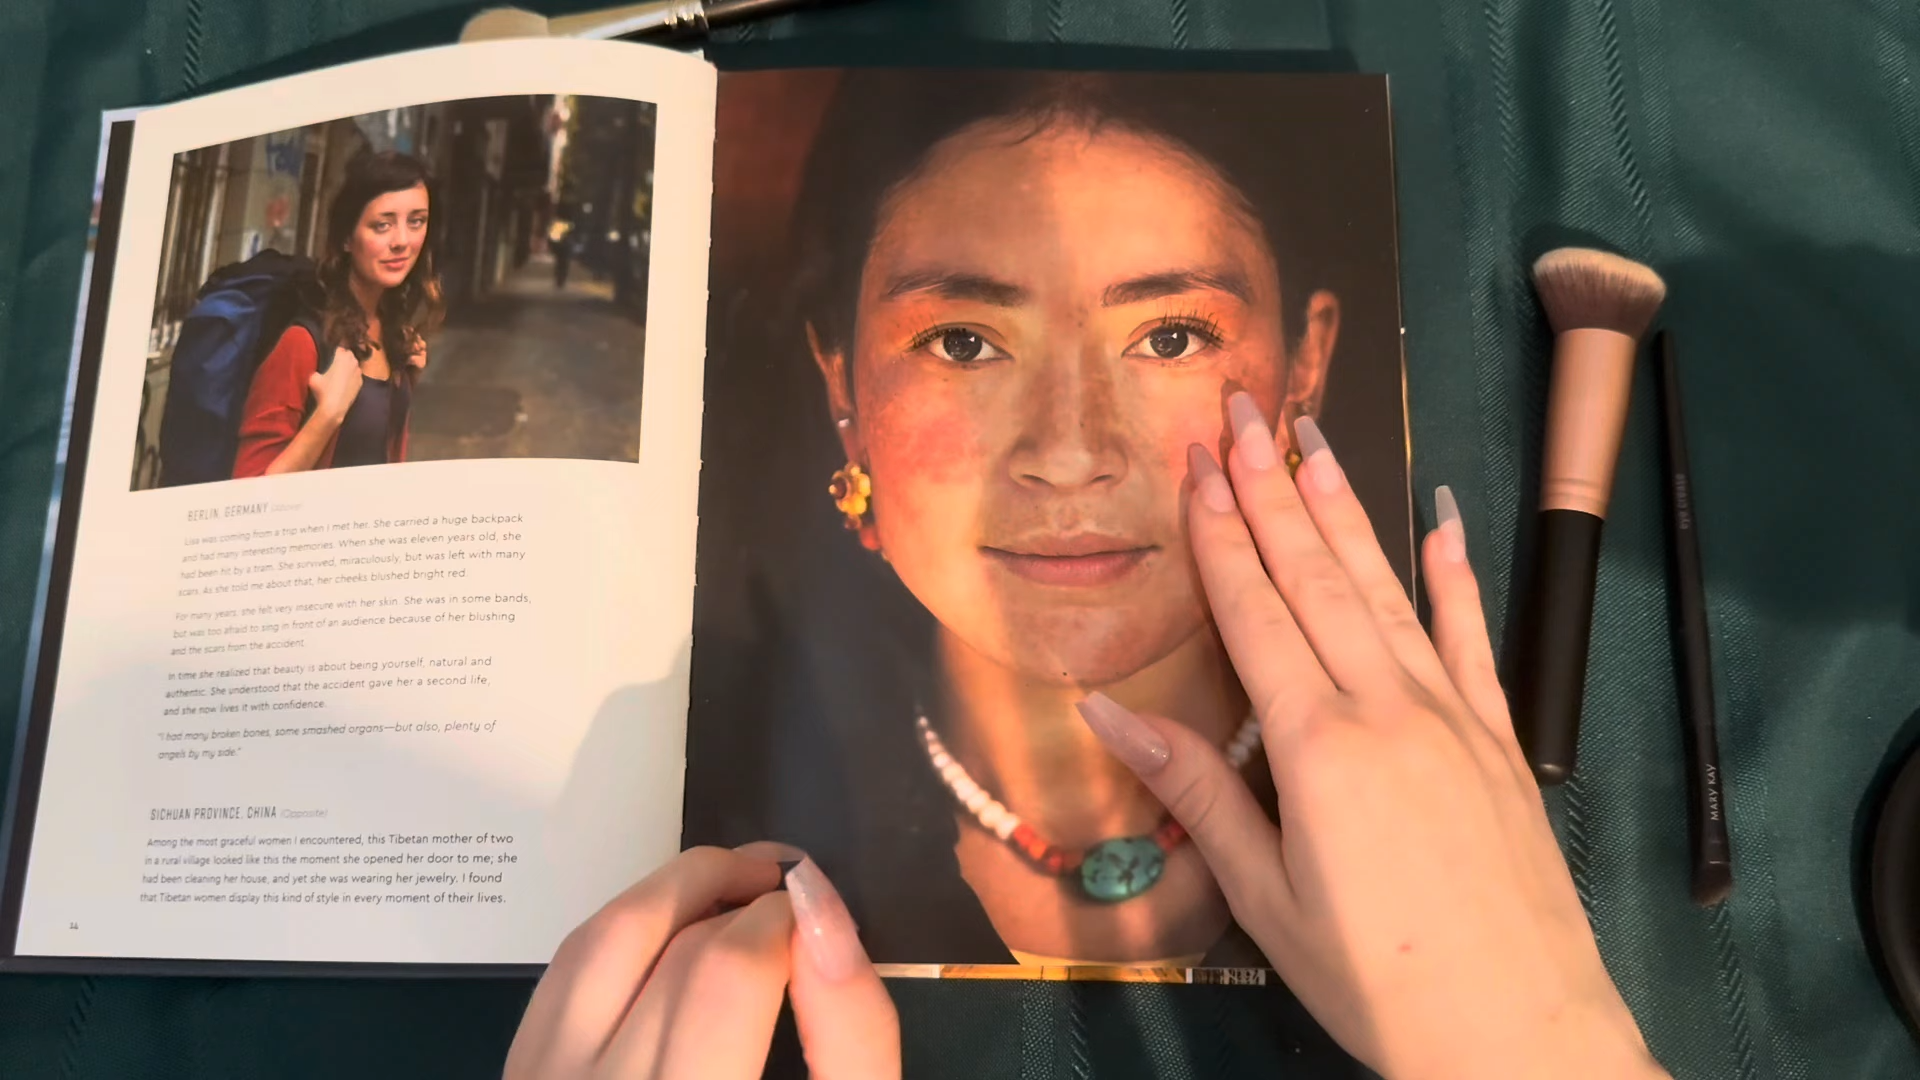 BERLIN, GERMANY (Above)
Lisa was coming from a trip when I met her. She carried a huge backpack
and had many interesting memories. When she was eleven years old, she
had been hit by a tram. She survived, miraculously, but was left with many
scars. As she told me about that, her cheeks blushed bright red.
For many years, she felt very insecure with her skin. She was in some bands,
but was too afraid to sing in front of an audience because of her blushing
and the scars from the accident.
In time she realized that beauty is about being yourself, natural and
authentic. She understood that the accident gave her a second life,
and she now lives it with confidence.
"I had many broken bones, some smashed organs—but also, plenty of
angels by my side."
SICHUAN PROVINCE, CHINA (Opposite)
Among the most graceful women I encountered, this Tibetan mother of two
in a rural village looked like this the moment she opened her door to me; she
had been cleaning her house, and yet she was wearing her jewelry. I found
that Tibetan women display this kind of style in every moment of their lives.
eye crease
MARY KAY